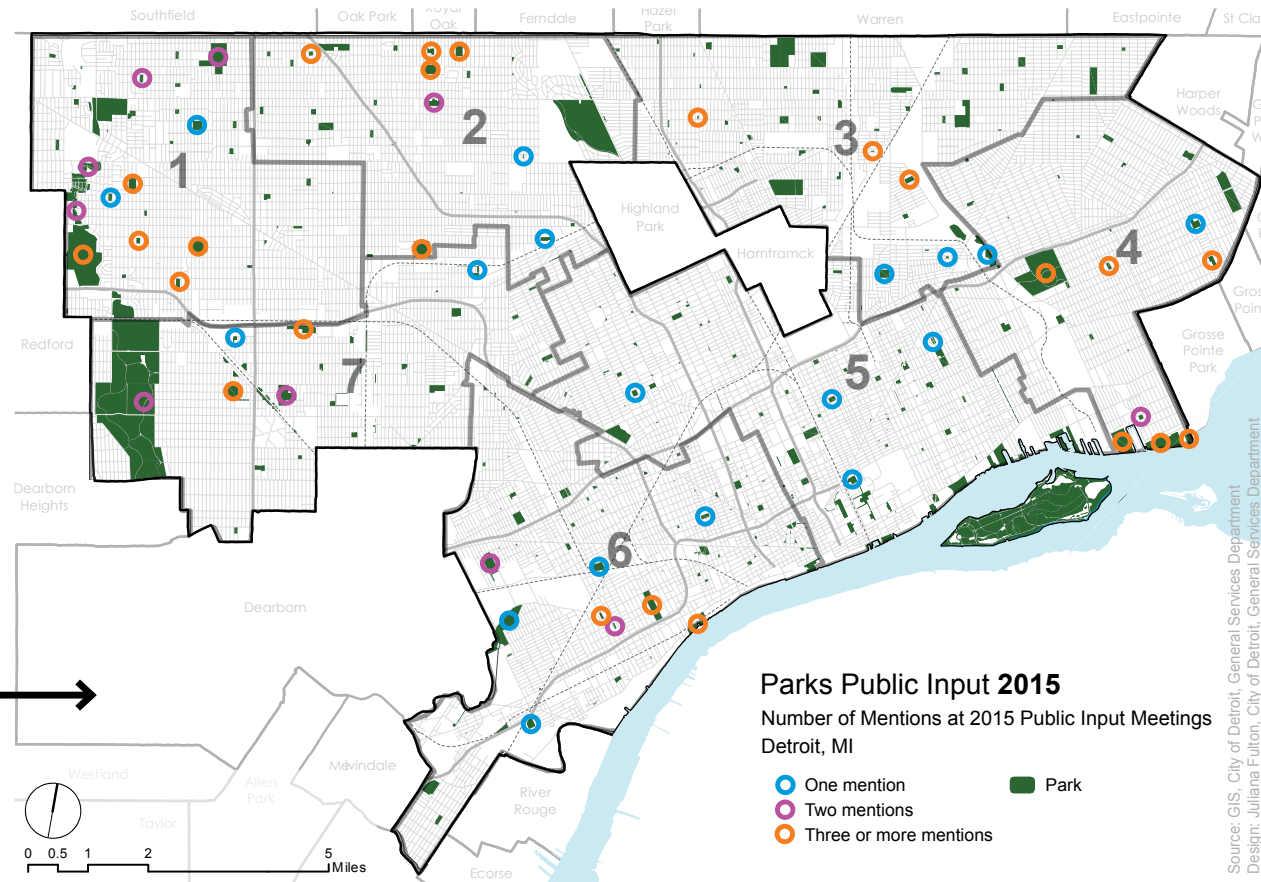 Southfield
Oak Park
Royal
Oak
Ferndale
Hazel
Park
Warren
Eastpointe
St Cla
Harper
Woods
1
2
3
4
Highland
Park
Hamtramck
Redford
7
5
6
Grosse
Pointe
Park
Dearborn
Heights
Dearborn
Melvindale
Westland
Allen
Park
Taylor
River
Rouge
Ecorse
Parks Public Input 2015
Number of Mentions at 2015 Public Input Meetings
Detroit, MI
One mention
Two mentions
Three or more mentions
Park
0 0.5 1 2 5
Miles
Source: GIS, City of Detroit, General Services Department
Design: Juliana Fulton, City of Detroit, General Services Department